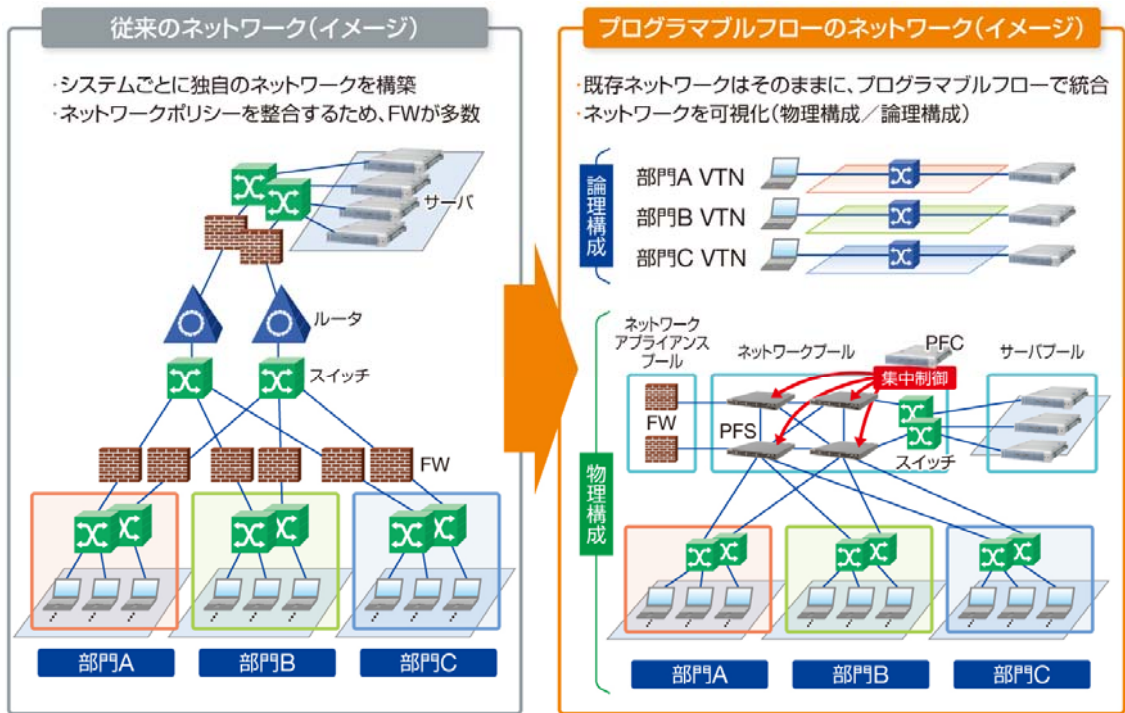 従来のネットワーク(イメージ)
・システムごとに独自のネットワークを構築
・ネットワークポリシーを整合するため、FWが多数
サーバ
ルータ
スイッチ
FW
部門A
部門B
部門C
プログラマブルフローのネットワーク(イメージ)
・既存ネットワークはそのままに、プログラマブルフローで統合
・ネットワークを可視化(物理構成/論理構成)
論理構成
部門A VTN
部門B VTN
部門C VTN
物理構成
ネットワーク
アプライアンス
プール
ネットワークプール
PFC
サーバプール
集中制御
FW
PFS
スイッチ
部門A
部門B
部門C